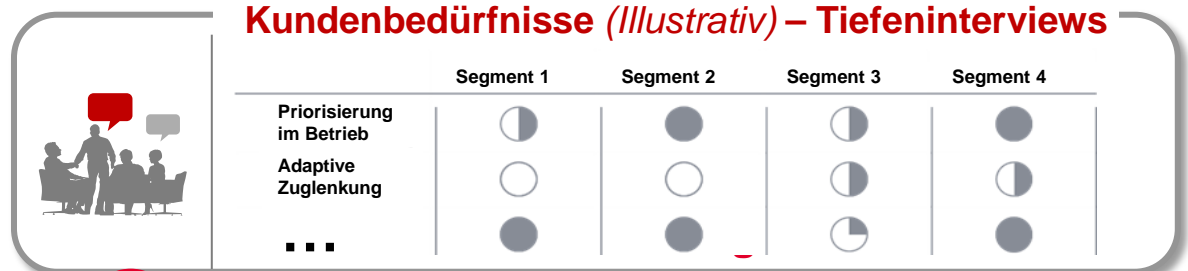 Kundenbedürfnisse (Illustrativ) – Tiefeninterviews
Segment 1 Segment 2 Segment 3 Segment 4
Priorisierung
im Betrieb
Adaptive
Zuglenkung
...